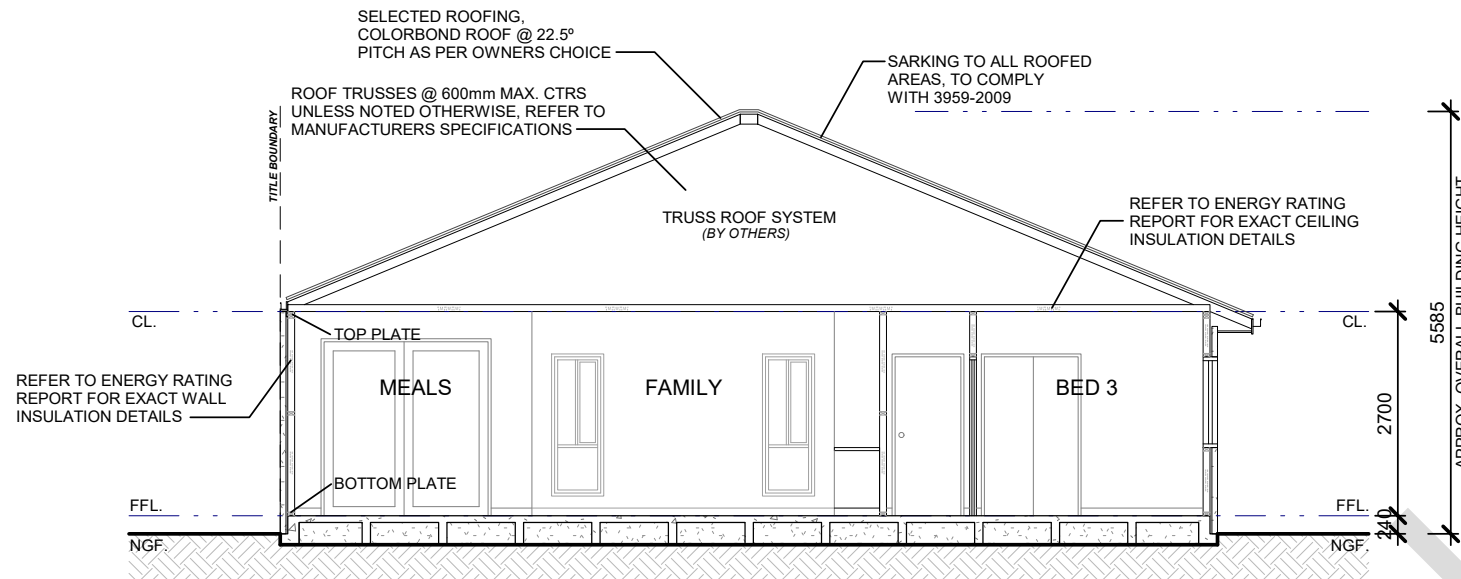 SELECTED ROOFING,
COLORBOND ROOF @ 22.5º
PITCH AS PER OWNERS CHOICE
SARKING TO ALL ROOFED
AREAS, TO COMPLY
WITH 3959-2009
ROOF TRUSSES @ 600mm MAX. CTRS
UNLESS NOTED OTHERWISE, REFER TO
MANUFACTURERS SPECIFICATIONS
TITLE BOUNDARY
TRUSS ROOF SYSTEM
(BY OTHERS)
REFER TO ENERGY RATING
REPORT FOR EXACT CEILING
INSULATION DETAILS
5585
APPROX. OVERALL BUILDING HEIGHT
CL.
CL.
TOP PLATE
REFER TO ENERGY RATING
REPORT FOR EXACT WALL
INSULATION DETAILS
MEALS
FAMILY
BED 3
2700
BOTTOM PLATE
FFL.
FFL.
240
NGF.
NGF.